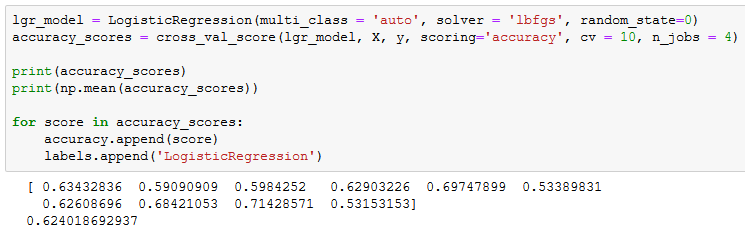 lgr_model = LogisticRegression(multi_class = 'auto', solver = 'lbfgs', random_state=0)
accuracy_scores = cross_val_score(lgr_model, X, y, scoring='accuracy', cv = 10, n_jobs = 4)
print(accuracy_scores)
print(np.mean(accuracy_scores))
for score in accuracy_scores:
    accuracy.append(score)
    labels.append('LogisticRegression')
[ 0.63432836  0.59090909  0.5984252   0.62903226  0.69747899  0.53389831
  0.62608696  0.68421053  0.71428571  0.53153153]
0.624018692937